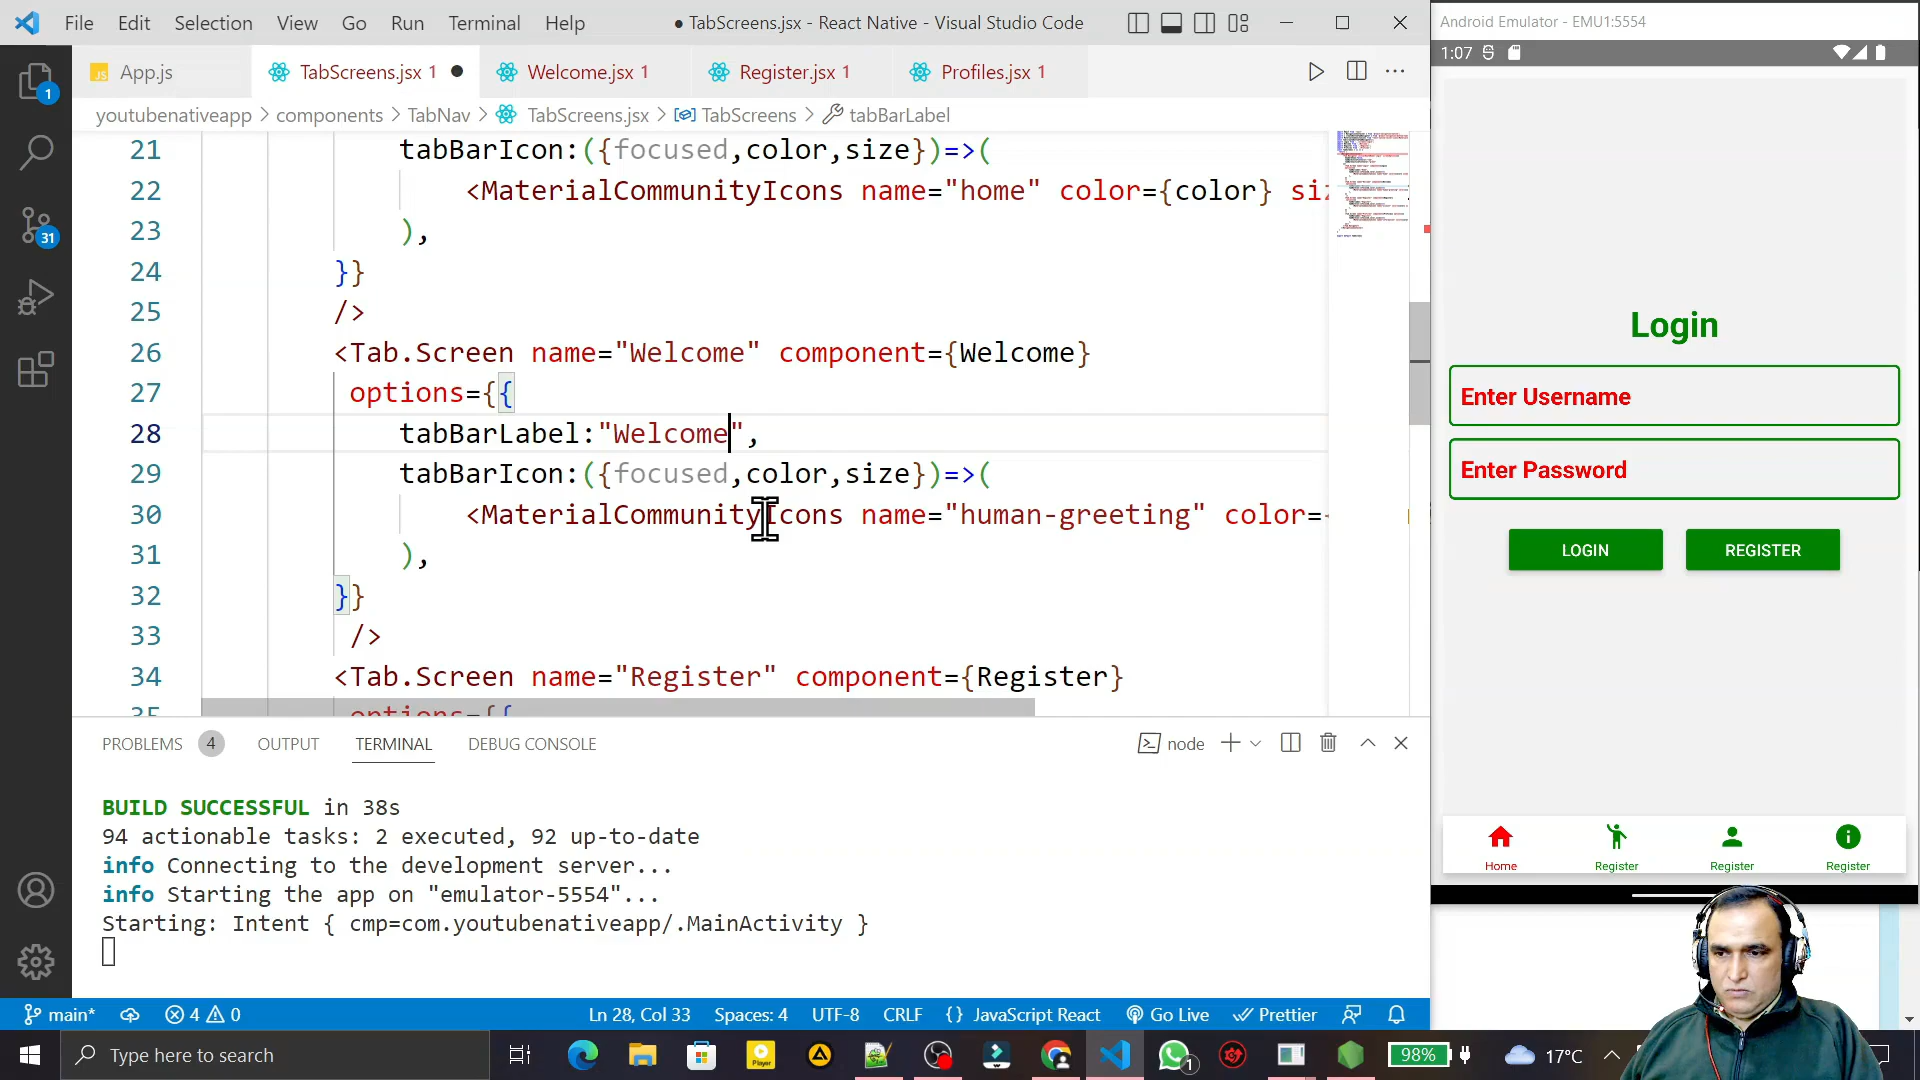 File Edit Selection View Go Run Terminal Help
● TabScreens.jsx - React Native - Visual Studio Code
JS App.js
TabScreens.jsx 1 ●
Welcome.jsx 1
Register.jsx 1
Profiles.jsx 1
youtubenativeapp > components > TabNav > TabScreens.jsx > TabScreens > tabBarLabel
21 tabBarIcon:({focused,color,size})=>(
22 <MaterialCommunityIcons name="home" color={color} siz
23 ),
24 }}
25 />
26 <Tab.Screen name="Welcome" component={Welcome}
27 options={{
28 tabBarLabel:"Welcome",
29 tabBarIcon:({focused,color,size})=>(
30 <MaterialCommunityIcons name="human-greeting" color=
31 ),
32 }}
33 />
34 <Tab.Screen name="Register" component={Register}
35 options={{
PROBLEMS 4 OUTPUT TERMINAL DEBUG CONSOLE
node
BUILD SUCCESSFUL in 38s
94 actionable tasks: 2 executed, 92 up-to-date
info Connecting to the development server...
info Starting the app on "emulator-5554"...
Starting: Intent { cmp=com.youtubenativeapp/.MainActivity }
1
31
main* 4 0
Ln 28, Col 33 Spaces: 4 UTF-8 CRLF {} JavaScript React Go Live Prettier
Type here to search
Player
1
98%
17°C
Android Emulator - EMU1:5554
1:07
Login
Enter Username
Enter Password
LOGIN REGISTER
Home Register Register Register